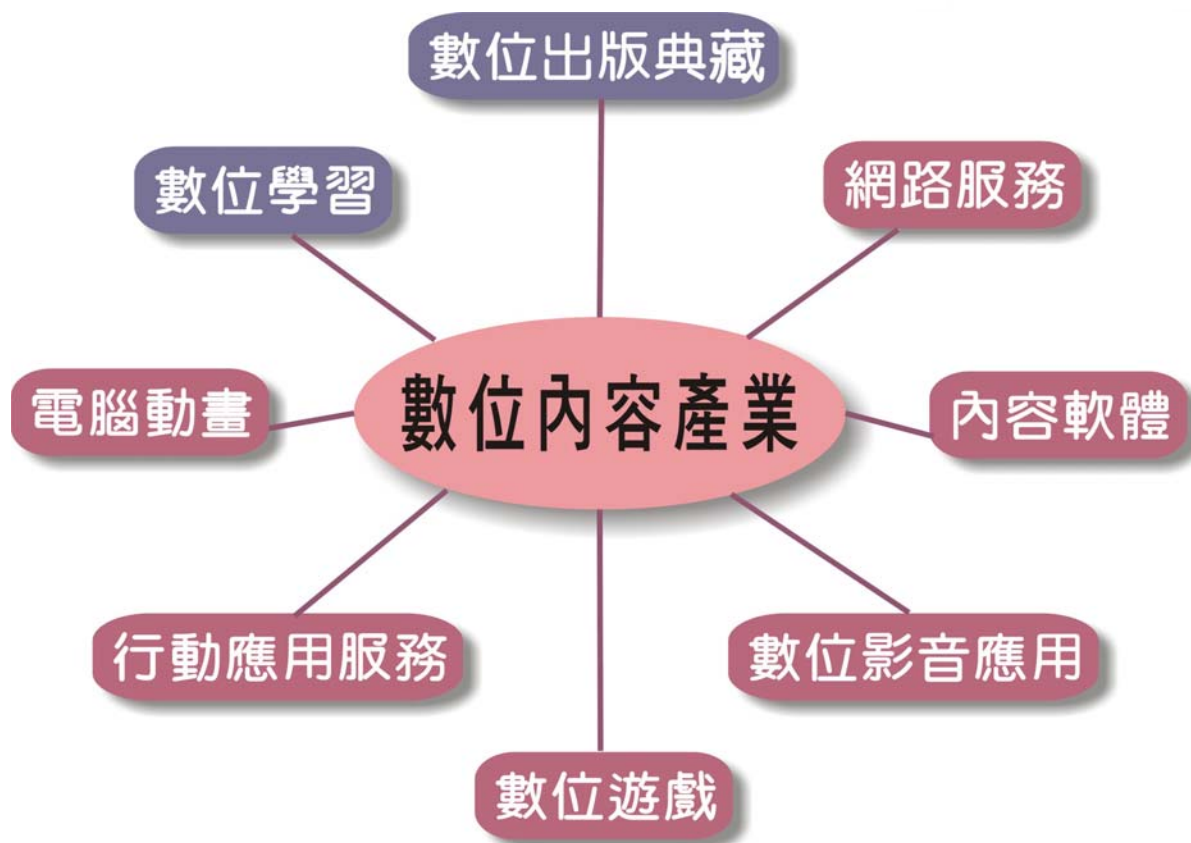 數位出版典藏
數位學習
網路服務
電腦動畫
數位內容產業
內容軟體
行動應用服務
數位影音應用
數位遊戲